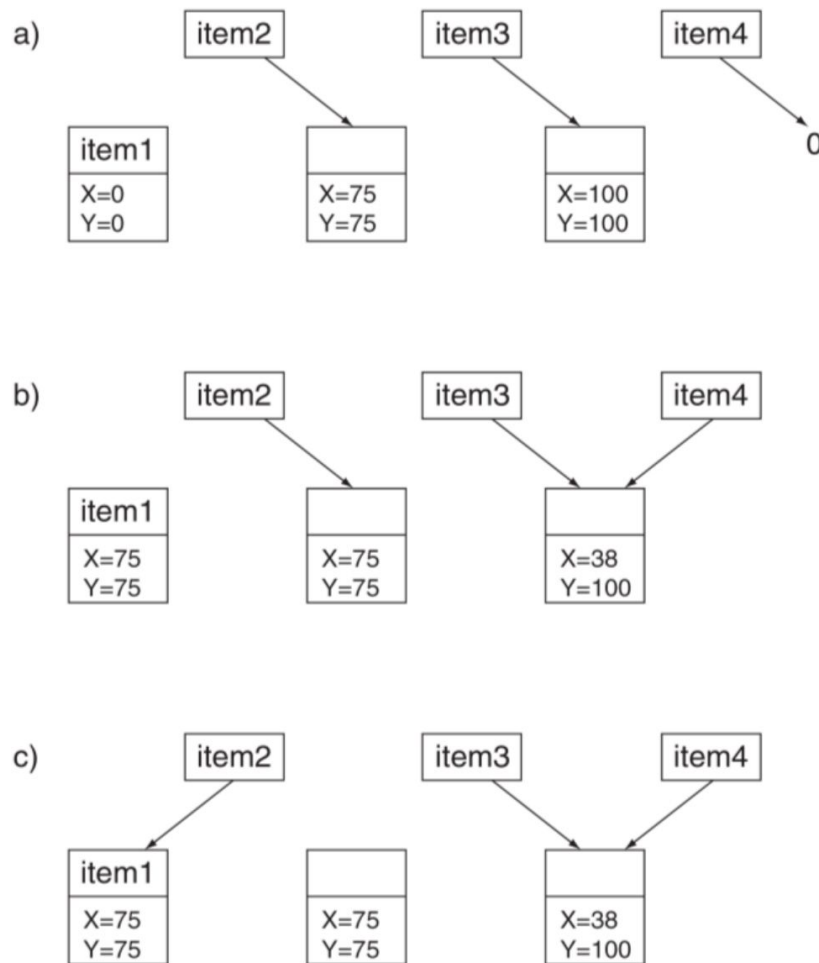 a)
item2 item3 item4
0
item1
X=0 X=75 X=100
Y=0 Y=75 Y=100
b)
item2 item3 item4
item1
X=75 X=75 X=38
Y=75 Y=75 Y=100
c)
item2 item3 item4
item1
X=75 X=75 X=38
Y=75 Y=75 Y=100